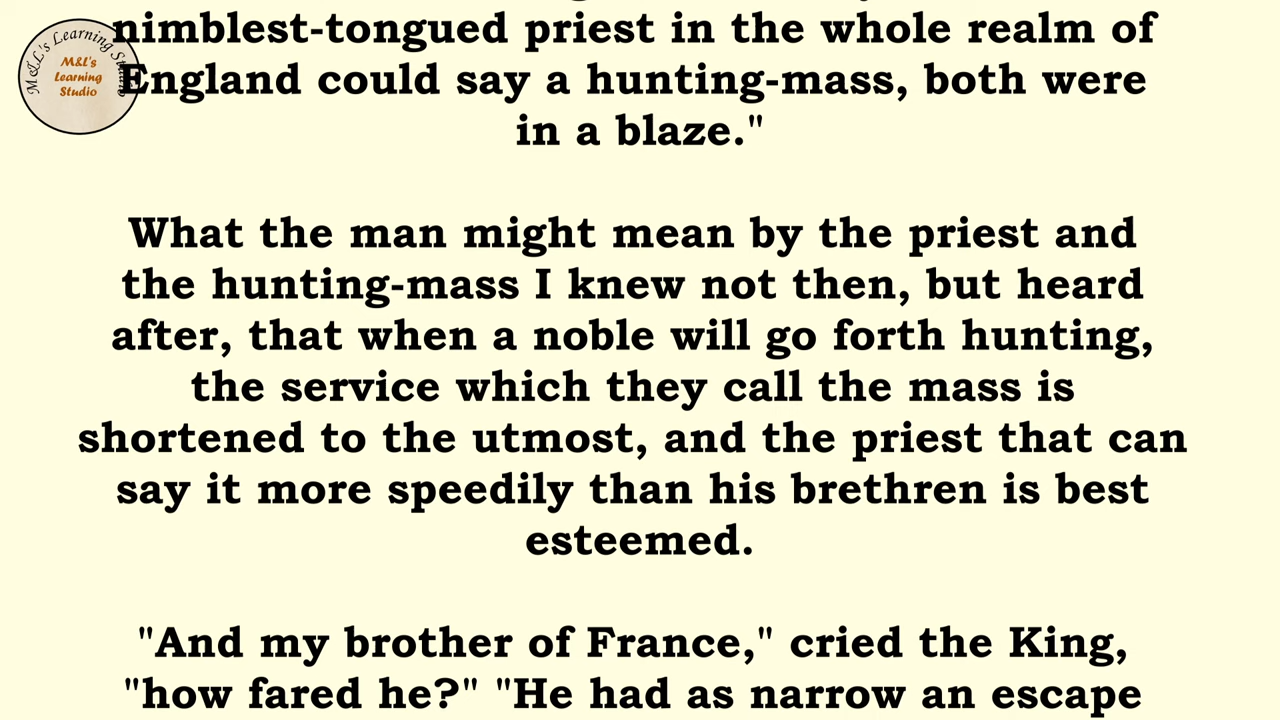 M&L's Learning Studio
M&L's
Learning
Studio
nimblest-tongued priest in the whole realm of
England could say a hunting-mass, both were
in a blaze."
What the man might mean by the priest and
the hunting-mass I knew not then, but heard
after, that when a noble will go forth hunting,
the service which they call the mass is
shortened to the utmost, and the priest that can
say it more speedily than his brethren is best
esteemed.
"And my brother of France," cried the King,
"how fared he?" "He had as narrow an escape